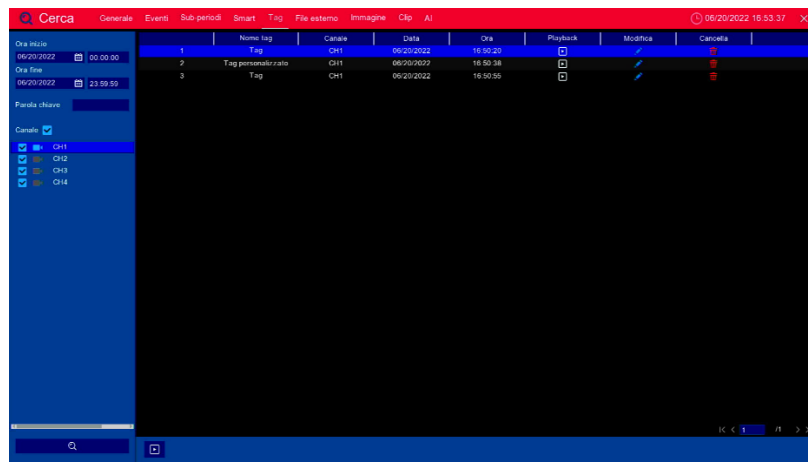 Cerca Generale Eventi Sub-periodi Smart Tag File esterno Immagine Clip AI 06/20/2022 16:53:37
Nome tag Canale Data Ora Playback Modifica Cancella
1 Tag CH1 06/20/2022 16:50:20
2 Tag personalizzato CH1 06/20/2022 16:50:38
3 Tag CH1 06/20/2022 16:50:55
Ora inizio
06/20/2022 00:00:00
Ora fine
06/20/2022 23:59:59
Parola chiave
Canale
CH1
CH2
CH3
CH4
1 /1